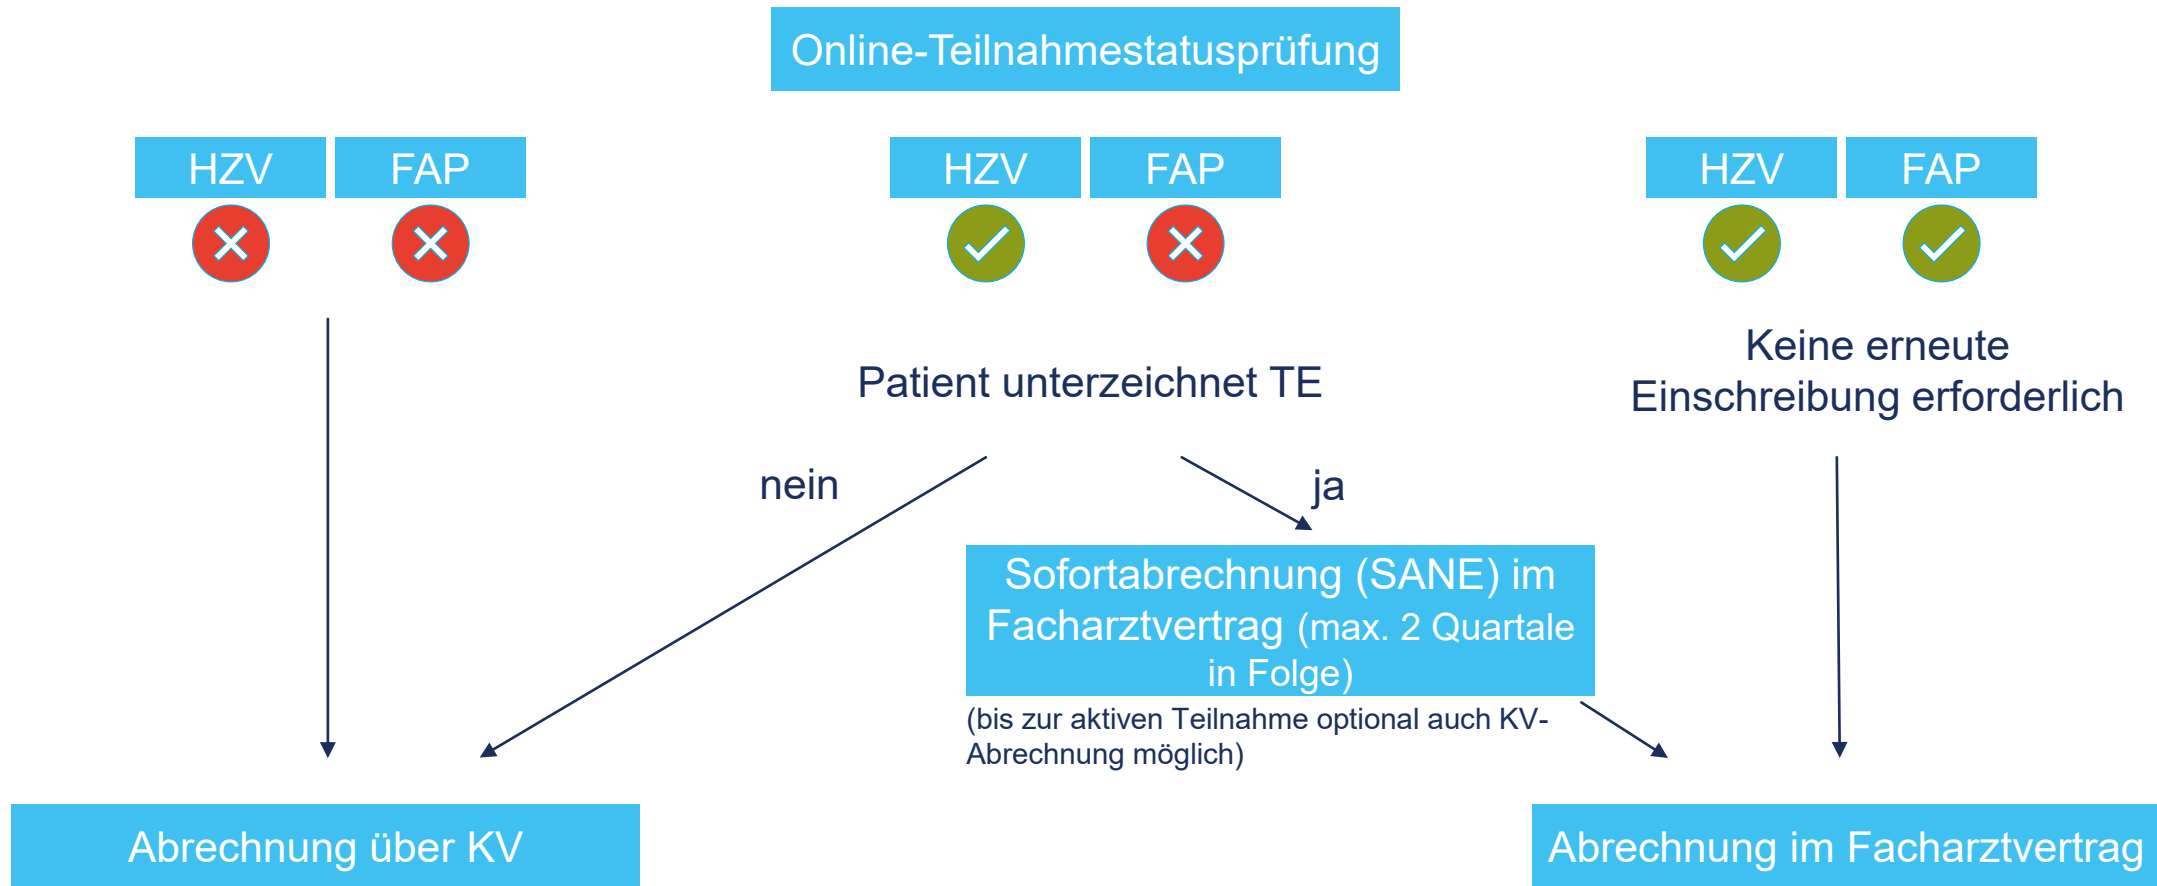 Online-Teilnahmestatusprüfung
HZV FAP
HZV FAP
HZV FAP
Keine erneute
Einschreibung erforderlich
Patient unterzeichnet TE
nein
ja
Sofortabrechnung (SANE) im
Facharztvertrag (max. 2 Quartale
in Folge)
(bis zur aktiven Teilnahme optional auch KV-
Abrechnung möglich)
Abrechnung über KV
Abrechnung im Facharztvertrag